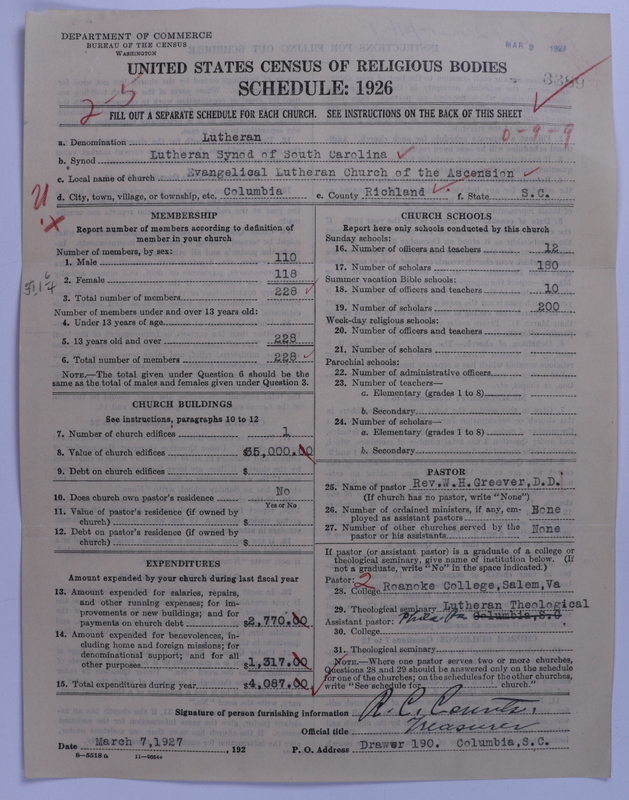 DEPARTMENT OF COMMERCE
BUREAU OF THE CENSUS
WASHINGTON
MAR 9 1927
UNITED STATES CENSUS OF RELIGIOUS BODIES
SCHEDULE: 1926
3389
2-5
FILL OUT A SEPARATE SCHEDULE FOR EACH CHURCH. SEE INSTRUCTIONS ON THE BACK OF THIS SHEET
0-9-9
a. Denomination Lutheran
b. Synod Lutheran Synod of South Carolina
c. Local name of church Evangelical Lutheran Church of the Ascension
d. City, town, village, or township, etc. Columbia e. County Richland f. State S.C.
MEMBERSHIP
Report number of members according to definition of
member in your church
Number of members, by sex:
1. Male 110
2. Female 118
3. Total number of members 228
Number of members under and over 13 years old:
4. Under 13 years of age
5. 13 years old and over 228
6. Total number of members 228
NOTE.—The total given under Question 6 should be the
same as the total of males and females given under Question 3.
CHURCH BUILDINGS
See instructions, paragraphs 10 to 12
7. Number of church edifices 1
8. Value of church edifices $35,000.00
9. Debt on church edifices $
10. Does church own pastor's residence No
Yes or No
11. Value of pastor's residence (if owned by
church) $
12. Debt on pastor's residence (if owned by
church) $
EXPENDITURES
Amount expended by your church during last fiscal year
13. Amount expended for salaries, repairs,
and other running expenses; for im-
provements or new buildings; and for
payments on church debt $2,770.00
14. Amount expended for benevolences, in-
cluding home and foreign missions; for
denominational support; and for all
other purposes $1,317.00
15. Total expenditures during year $4,087.00
CHURCH SCHOOLS
Report here only schools conducted by this church
Sunday schools:
16. Number of officers and teachers 12
17. Number of scholars 180
Summer vacation Bible schools:
18. Number of officers and teachers 10
19. Number of scholars 200
Week-day religious schools:
20. Number of officers and teachers
21. Number of scholars
Parochial schools:
22. Number of administrative officers
23. Number of teachers—
a. Elementary (grades 1 to 8)
b. Secondary
24. Number of scholars—
a. Elementary (grades 1 to 8)
b. Secondary
PASTOR
25. Name of pastor Rev.W.H.Greever,D.D.
(If church has no pastor, write "None")
26. Number of ordained ministers, if any, em-
ployed as assistant pastors None
27. Number of other churches served by the
pastor or his assistants None
If pastor (or assistant pastor) is a graduate of a college or
theological seminary, give name of institution below. (If
not a graduate, write "No" in the space indicated.)
Pastor: 2
28. College Roanoke College,Salem,Va
29. Theological seminary Lutheran Theological
Assistant pastor: Phila Pa Columbia,S.C
30. College
31. Theological seminary
NOTE.—Where one pastor serves two or more churches,
Questions 28 and 29 should be answered only on the schedule
for one of the churches; on the schedules for the other churches,
write "See schedule for church."
Signature of person furnishing information R. C. Counts.
Official title Treasurer
Date March 7,1927, 192 P. O. Address Drawer 190. Columbia,S.C.
8—5518a